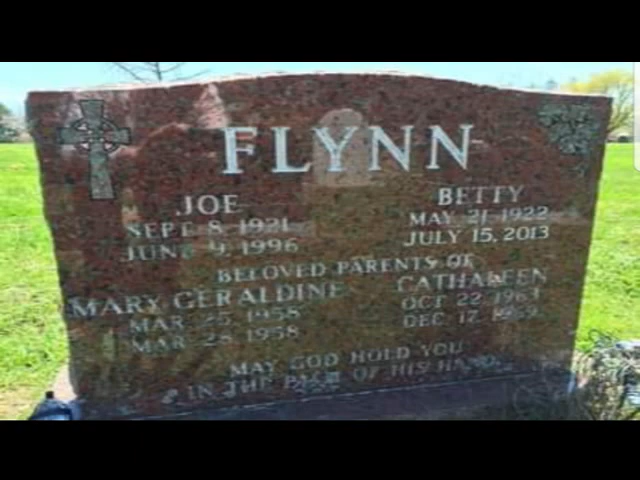 FLYNN
JOE
SEPT 8, 1921
JUNE 9, 1996
BETTY
MAY 21 1922
JULY 15, 2013
BELOVED PARENTS OF
MARY GERALDINE
MAR 25 1958
MAR 28 1958
CATHALEEN
OCT 22 1963
DEC 17,
MAY GOD HOLD YOU
IN THE PALM OF HIS HAND